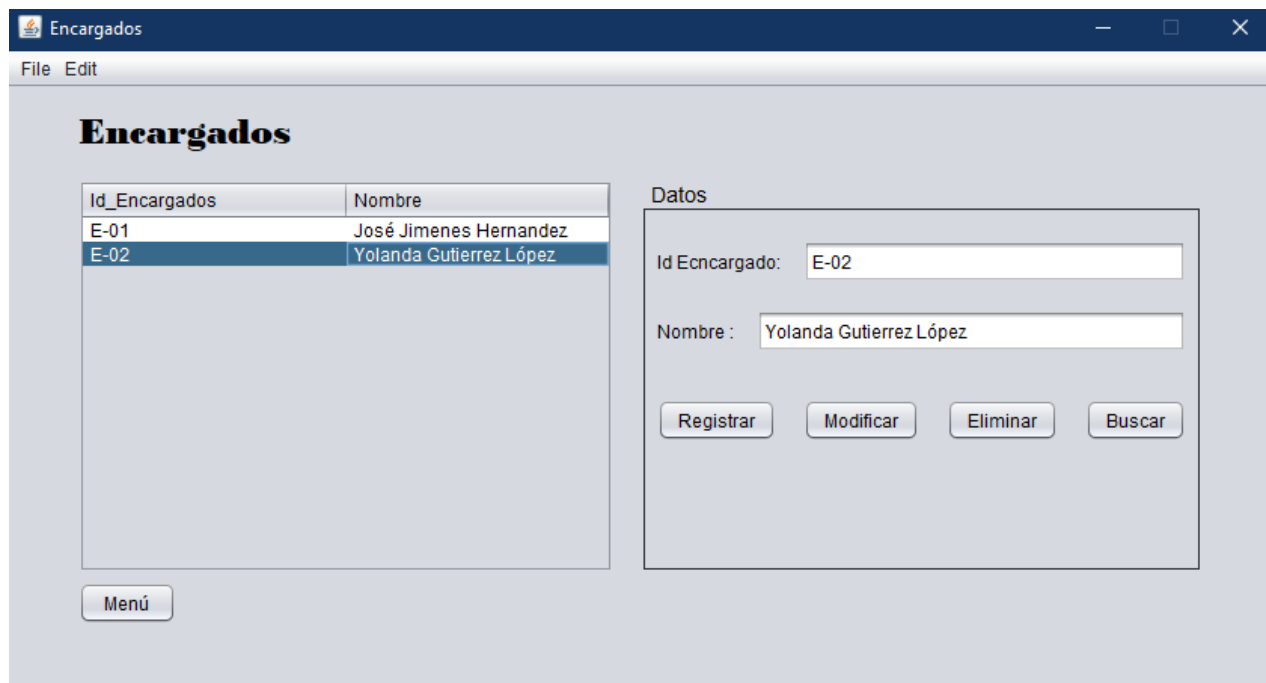 Encargados
File Edit
Encargados
Id_Encargados Nombre
E-01 José Jimenes Hernandez
E-02 Yolanda Gutierrez López
Datos
Id Ecncargado: E-02
Nombre : Yolanda Gutierrez López
Registrar Modificar Eliminar Buscar
Menú